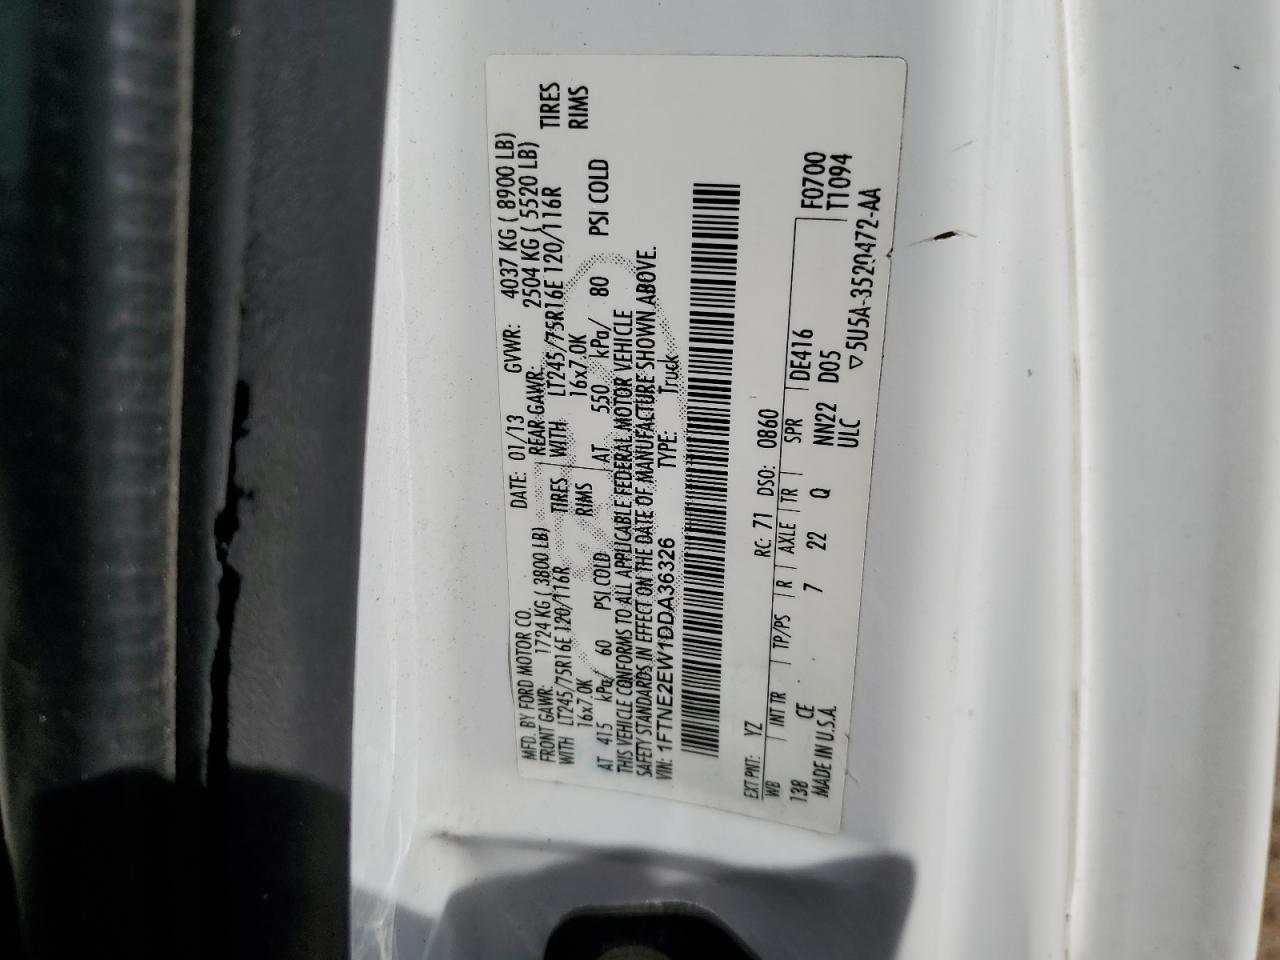 MFD. BY FORD MOTOR CO. DATE: 01/13 GVWR: 4037 KG ( 8900 LB)
FRONT GAWR: 1724 KG ( 3800 LB) REAR GAWR: 2504 KG ( 5520 LB)
WITH LT245/75R16E 120/116R TIRES WITH LT245/75R16E 120/116R TIRES
16x7.0K RIMS 16x7.0K RIMS
AT 415 kPa/ 60 PSI COLD AT 550 kPa/ 80 PSI COLD
THIS VEHICLE CONFORMS TO ALL APPLICABLE FEDERAL MOTOR VEHICLE
SAFETY STANDARDS IN EFFECT ON THE DATE OF MANUFACTURE SHOWN ABOVE.
VIN: 1FTNE2EW1DDA36326 TYPE: Truck
EXT PNT: YZ RC: 71 DSO: 0860
WB INT TR TP/PS R AXLE TR SPR DE416 F0700
138 CE 7 22 Q NN22 D05 T1094
MADE IN U.S.A. ULC ▽5U5A-3520472-AA